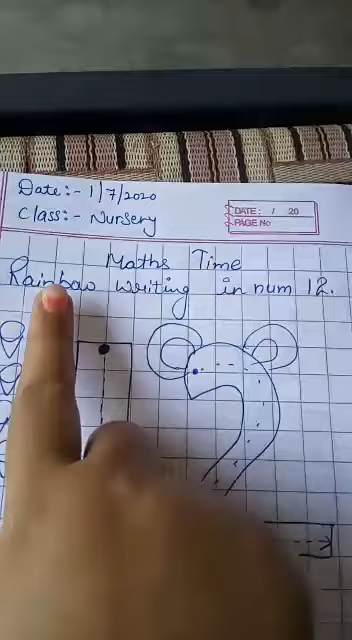 Date:- 1/7/2020
Class:- Nursery
DATE: / 20
PAGE No
Maths Time
Rainbow writing in num 12.